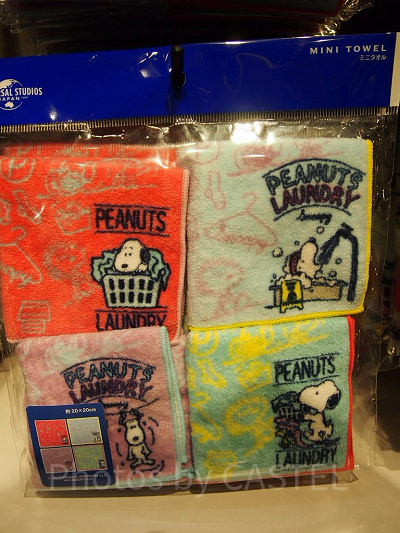 MINI TOWEL
ミニタオル
UNIVERSAL STUDIOS
JAPAN
PEANUTS
LAUNDRY
PEANUTS
LAUNDRY
Snoopy
PEANUTS
LAUNDRY
PEANUTS
LAUNDRY
約20×20cm
Photos by CASTEL